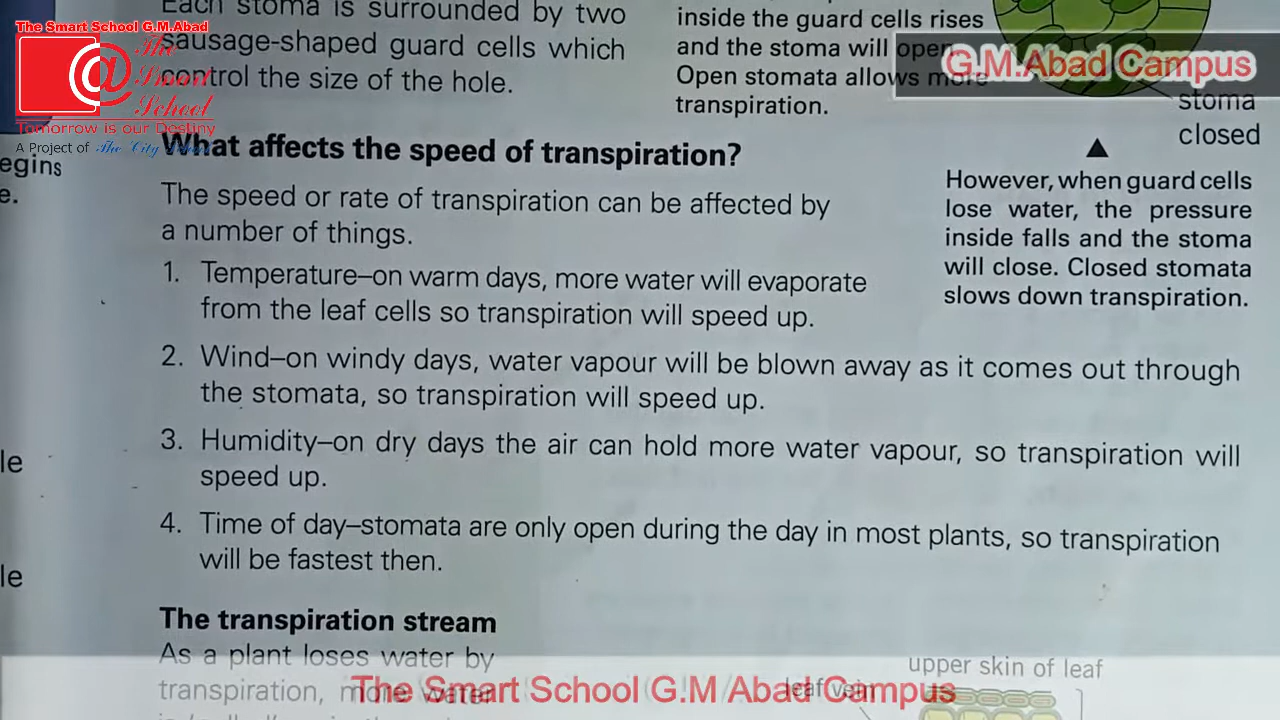 The Smart School G.M.Abad
The
Smart
School
Tomorrow is our Destiny
A Project of The City School
G.M.Abad Campus
Each stoma is surrounded by two
sausage-shaped guard cells which
control the size of the hole.
inside the guard cells rises
and the stoma will open.
Open stomata allows more
transpiration.
stoma
closed
egins
e.
What affects the speed of transpiration?
The speed or rate of transpiration can be affected by
a number of things.
However, when guard cells
lose water, the pressure
inside falls and the stoma
will close. Closed stomata
slows down transpiration.
1. Temperature–on warm days, more water will evaporate
from the leaf cells so transpiration will speed up.
2. Wind–on windy days, water vapour will be blown away as it comes out through
the stomata, so transpiration will speed up.
3. Humidity–on dry days the air can hold more water vapour, so transpiration will
speed up.
4. Time of day–stomata are only open during the day in most plants, so transpiration
will be fastest then.
le
le
The transpiration stream
As a plant loses water by
transpiration, more water
upper skin of leaf
leaf vein
The Smart School G.M Abad Campus